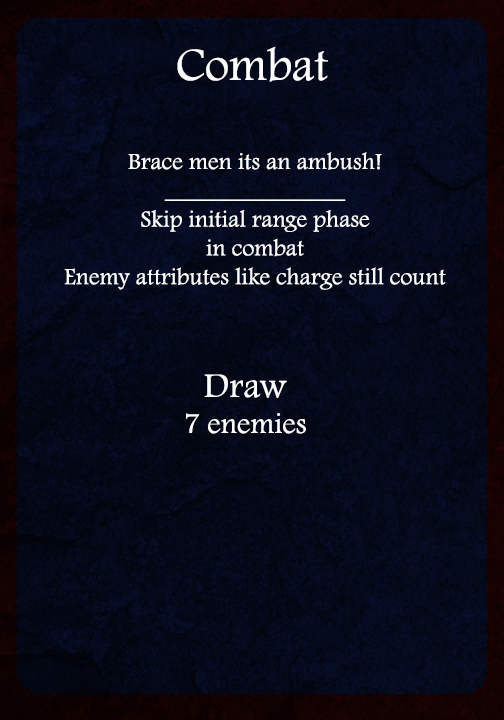 Combat
Brace men its an ambush!
Skip initial range phase
in combat
Enemy attributes like charge still count
Draw
7 enemies